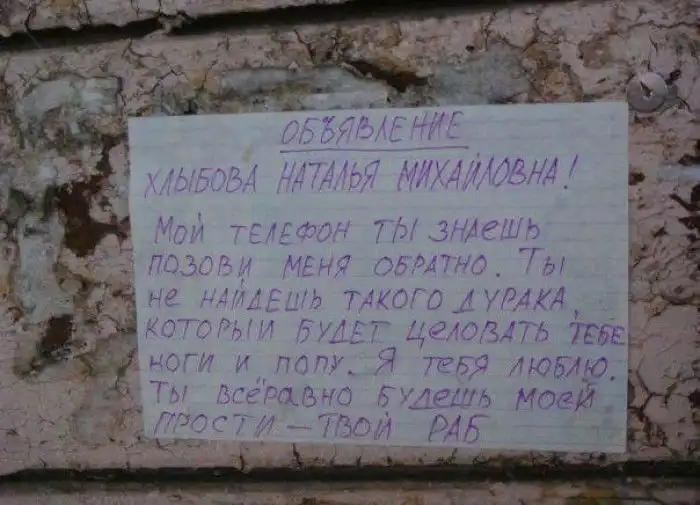 ОБЪЯВЛЕНИЕ
ХЛЫБОВА НАТАЛЬЯ МИХАЙЛОВНА!
МОЙ ТЕЛЕФОН ТЫ ЗНАЕШЬ
ПОЗОВИ МЕНЯ ОБРАТНО. ТЫ
НЕ НАЙДЕШЬ ТАКОГО ДУРАКА,
КОТОРЫЙ БУДЕТ ЦЕЛОВАТЬ ТЕБЕ
НОГИ И ПОПУ. Я ТЕБЯ ЛЮБЛЮ.
ТЫ ВСЁРАВНО БУДЕШЬ МОЕЙ
ПРОСТИ — ТВОЙ РАБ